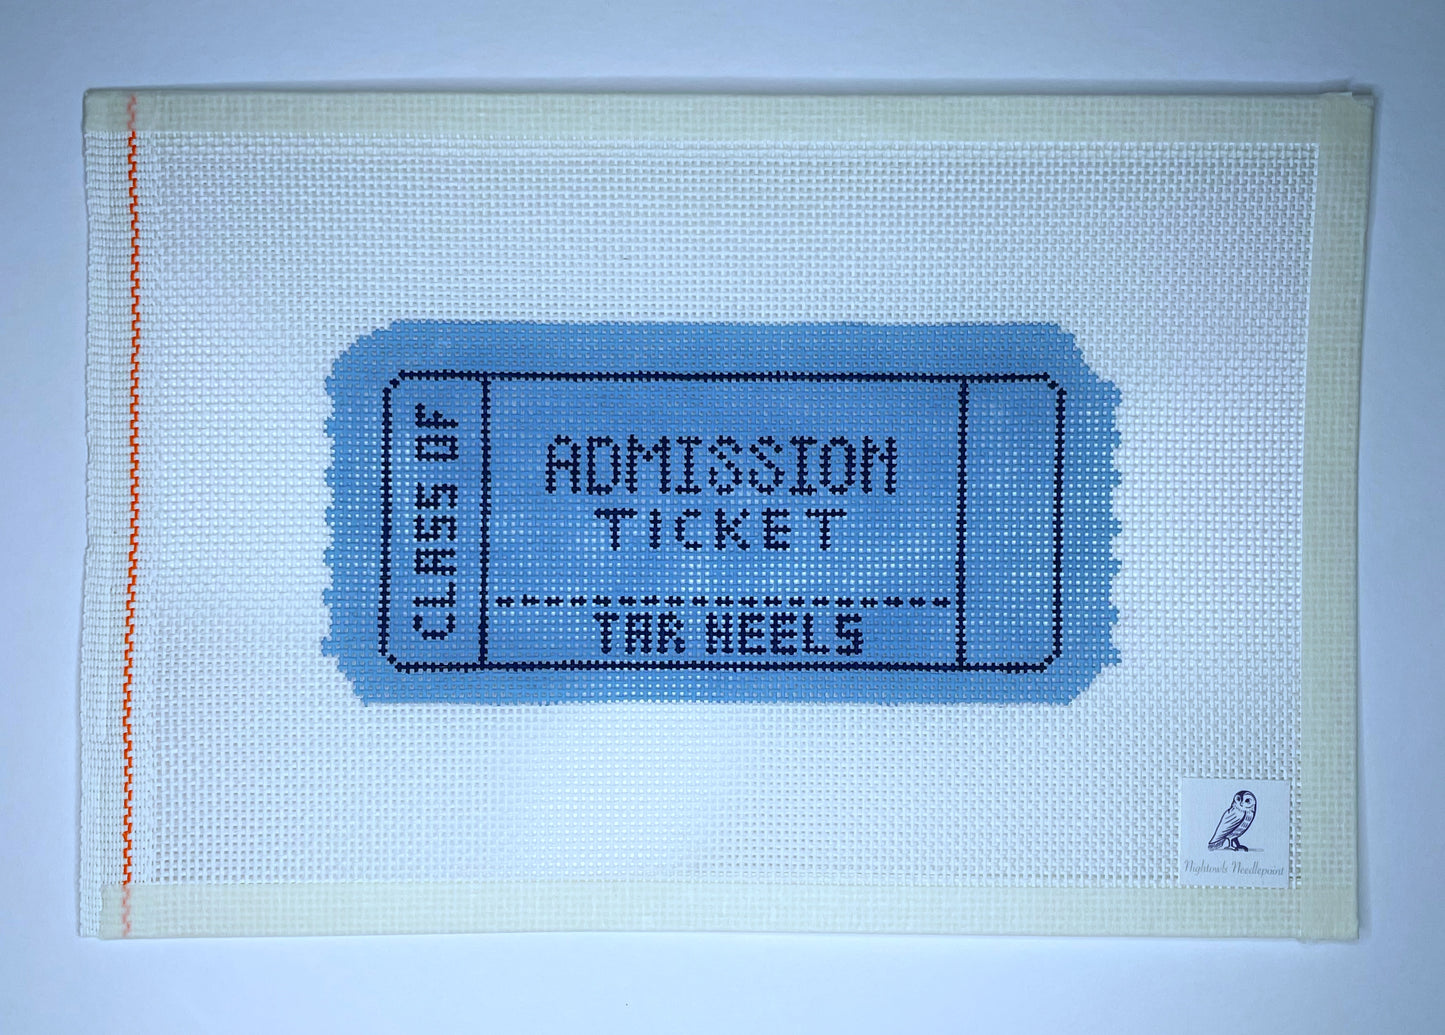 CLASS OF
ADMISSION
TICKET
TAR HEELS
Nightowls Needlepoint